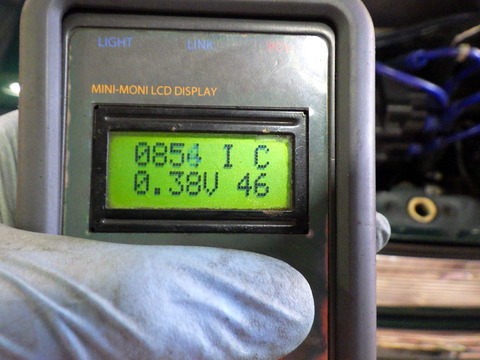 LIGHT LINK
MINI-MONI LCD DISPLAY
0854 I C
0.38V 46